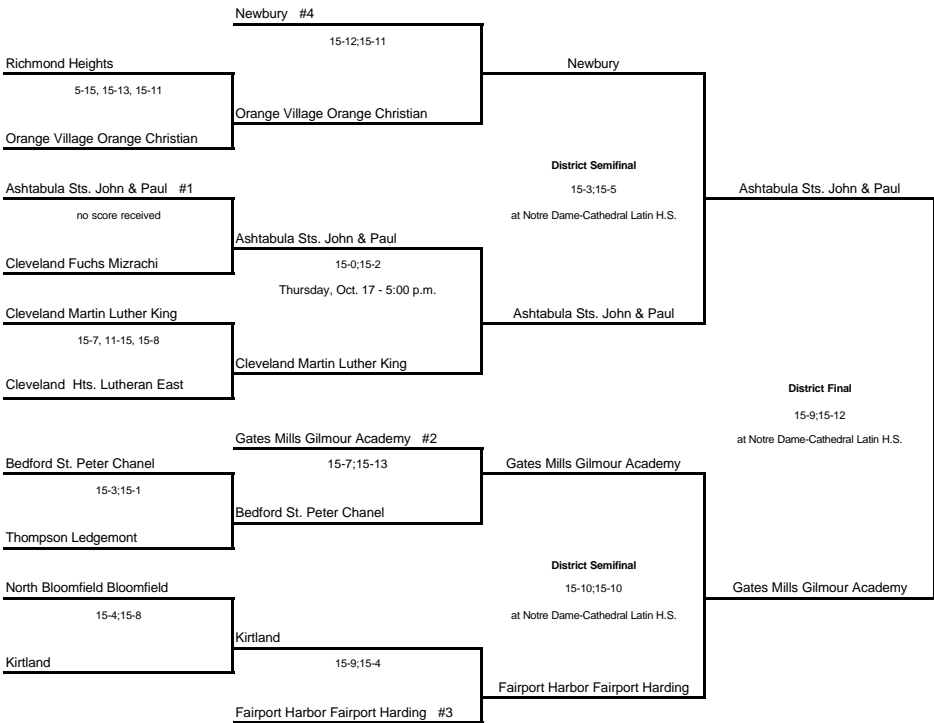 Newbury #4
15-12;15-11
Richmond Heights
Newbury
5-15, 15-13, 15-11
Orange Village Orange Christian
Orange Village Orange Christian
District Semifinal
Ashtabula Sts. John & Paul #1
15-3;15-5
Ashtabula Sts. John & Paul
no score received
at Notre Dame-Cathedral Latin H.S.
Ashtabula Sts. John & Paul
Cleveland Fuchs Mizrachi
15-0;15-2
Thursday, Oct. 17 - 5:00 p.m.
Cleveland Martin Luther King
Ashtabula Sts. John & Paul
15-7, 11-15, 15-8
Cleveland Martin Luther King
Cleveland Hts. Lutheran East
District Final
15-9;15-12
Gates Mills Gilmour Academy #2
at Notre Dame-Cathedral Latin H.S.
Bedford St. Peter Chanel
15-7;15-13
Gates Mills Gilmour Academy
15-3;15-1
Bedford St. Peter Chanel
Thompson Ledgemont
District Semifinal
North Bloomfield Bloomfield
15-10;15-10
Gates Mills Gilmour Academy
15-4;15-8
at Notre Dame-Cathedral Latin H.S.
Kirtland
Kirtland
15-9;15-4
Fairport Harbor Fairport Harding
Fairport Harbor Fairport Harding #3